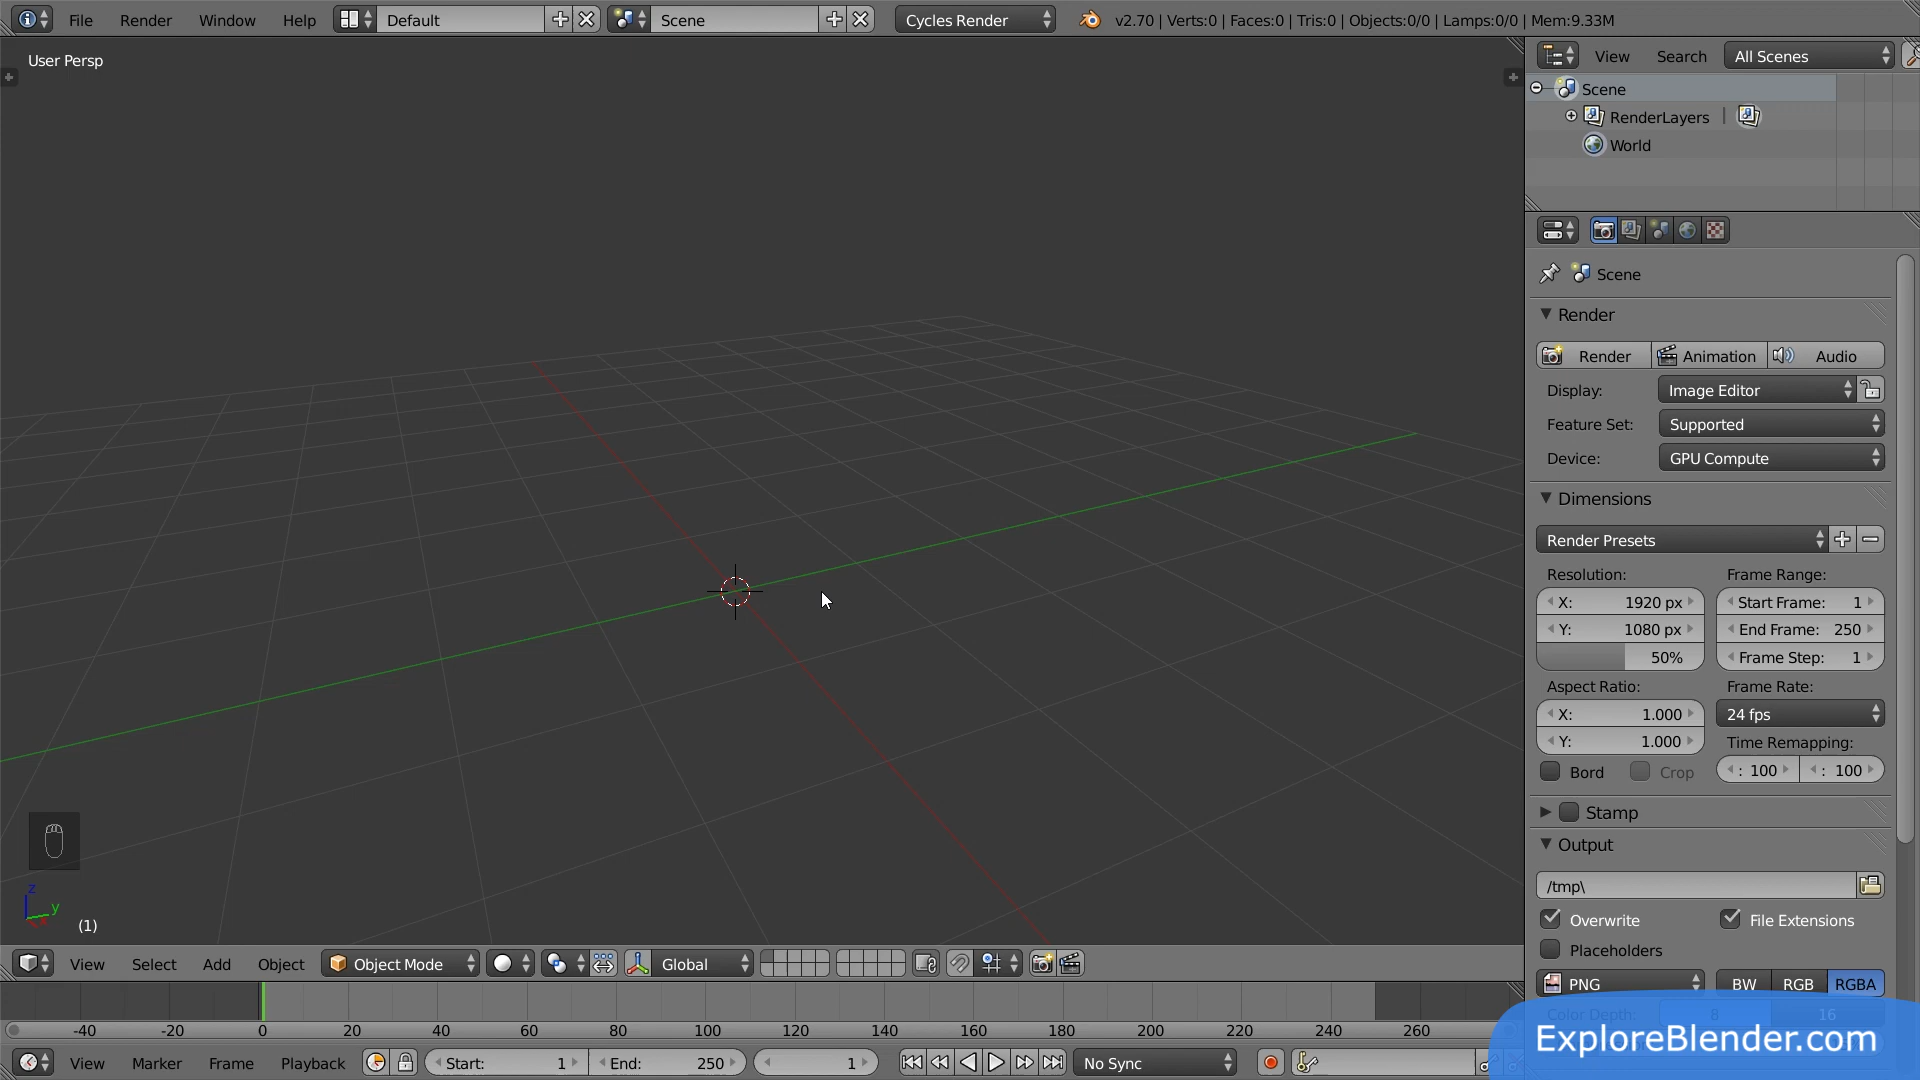 File Render Window Help Default Scene Cycles Render v2.70 | Verts:0 | Faces:0 | Tris:0 | Objects:0/0 | Lamps:0/0 | Mem:9.33M
User Persp
View Search All Scenes
Scene
RenderLayers |
World
Scene
Render
Render Animation Audio
Display: Image Editor
Feature Set: Supported
Device: GPU Compute
Dimensions
Render Presets
Resolution: Frame Range:
X: 1920 px Start Frame: 1
Y: 1080 px End Frame: 250
50% Frame Step: 1
Aspect Ratio: Frame Rate:
X: 1.000 24 fps
Y: 1.000 Time Remapping:
Bord Crop : 100 : 100
Stamp
Output
/tmp\
Overwrite File Extensions
Placeholders
PNG BW RGB RGBA
Color Depth: 8 16
z
y
(1)
View Select Add Object Object Mode Global
-40 -20 0 20 40 60 80 100 120 140 160 180 200 220 240 260
View Marker Frame Playback Start: 1 End: 250 1 No Sync
ExploreBlender.com